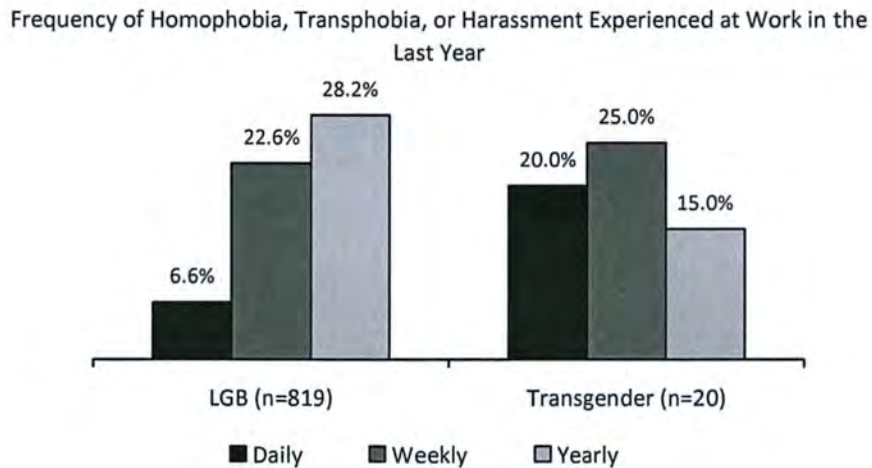 Frequency of Homophobia, Transphobia, or Harassment Experienced at Work in the
Last Year
28.2%
22.6%
6.6%
25.0%
20.0%
15.0%
LGB (n=819)
Transgender (n=20)
Daily
Weekly
Yearly